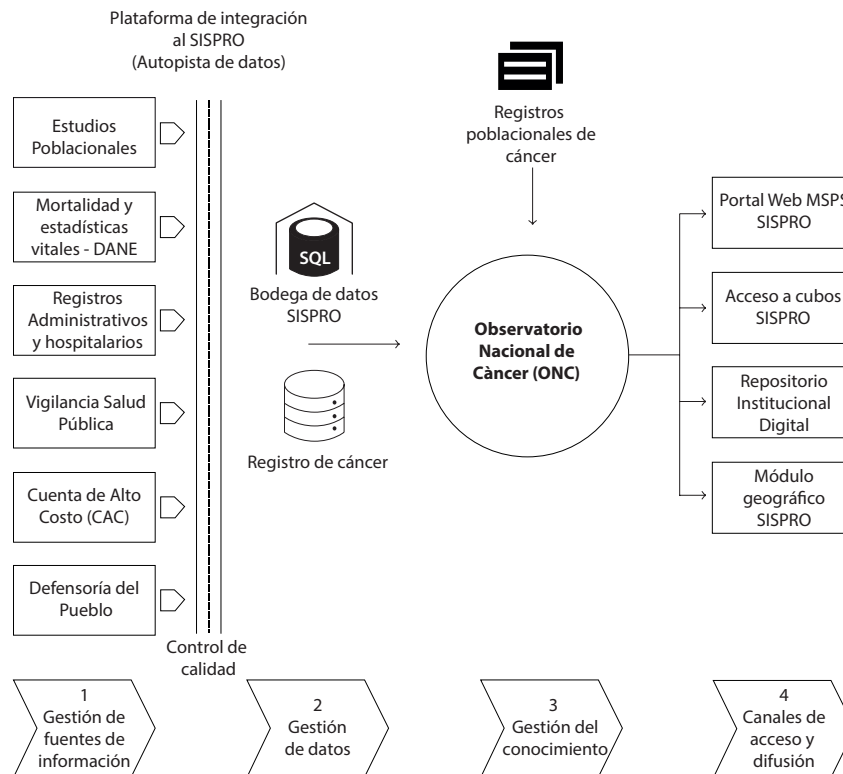 Plataforma de integración
al SISPRO
(Autopista de datos)
Estudios
Poblacionales
Mortalidad y
estadísticas
vitales - DANE
Registros
Administrativos
y hospitalarios
Vigilancia Salud
Pública
Cuenta de Alto
Costo (CAC)
Defensoría del
Pueblo
Control de
calidad
SQL
Bodega de datos
SISPRO
Registro de cáncer
Registros
poblacionales de
cáncer
Observatorio
Nacional de
Càncer (ONC)
Portal Web MSPS
SISPRO
Acceso a cubos
SISPRO
Repositorio
Institucional
Digital
Módulo
geográfico
SISPRO
1
Gestión de
fuentes de
información
2
Gestión
de datos
3
Gestión del
conocimiento
4
Canales de
acceso y
difusión